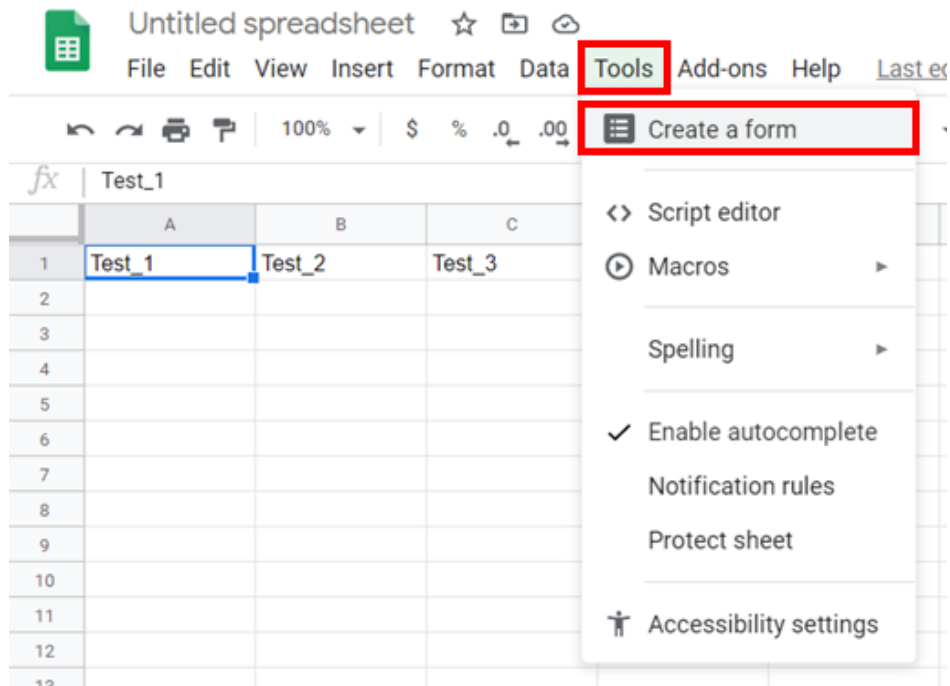 Untitled spreadsheet
File Edit View Insert Format Data Tools Add-ons Help Last ed
100% $ % .0 .00 Create a form
fx Test_1
A B C
Script editor
1 Test_1 Test_2 Test_3 Macros
2
3
4 Spelling
5
6 Enable autocomplete
7 Notification rules
8
9 Protect sheet
10
11 Accessibility settings
12
13